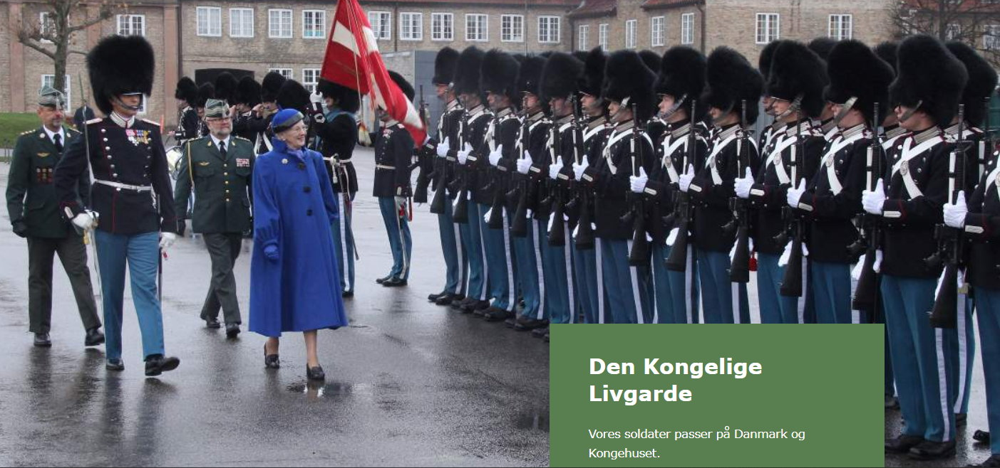 Den Kongelige
Livgarde
Vores soldater passer på Danmark og
Kongehuset.